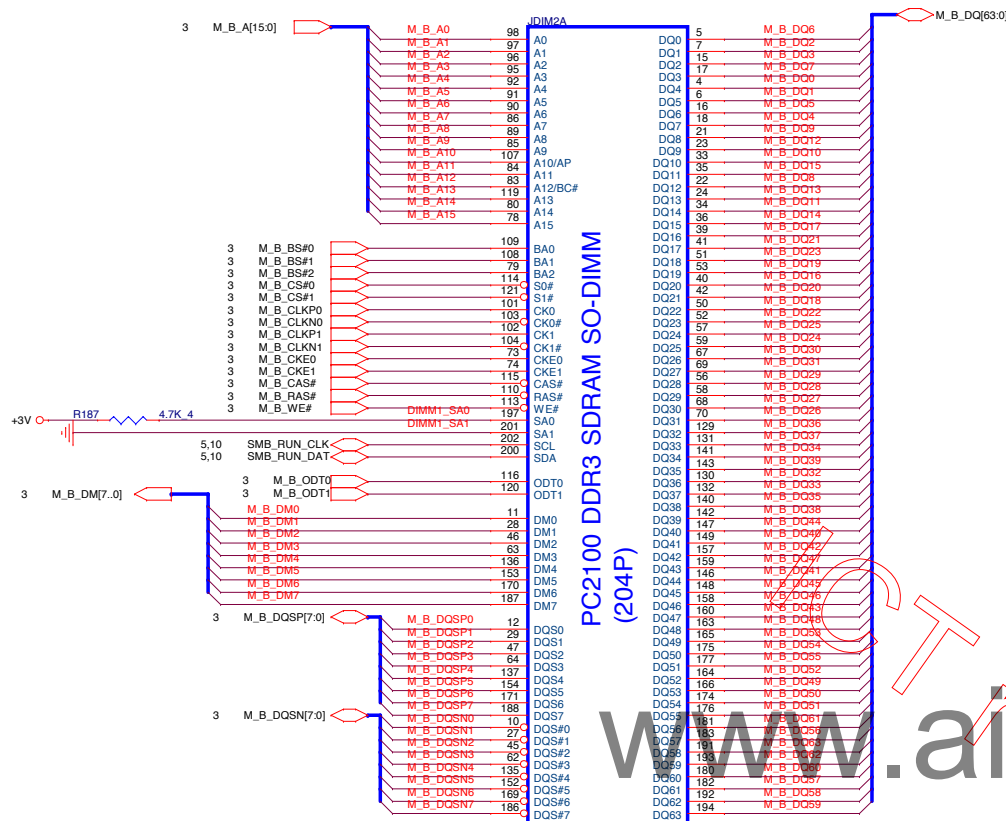 3 M_B_A[15:0]
JDIM2A
M_B_DQ[63:0]
M_B_A0 98 A0
M_B_A1 97 A1
M_B_A2 96 A2
M_B_A3 95 A3
M_B_A4 92 A4
M_B_A5 91 A5
M_B_A6 90 A6
M_B_A7 86 A7
M_B_A8 89 A8
M_B_A9 85 A9
M_B_A10 107 A10/AP
M_B_A11 84 A11
M_B_A12 83 A12/BC#
M_B_A13 119 A13
M_B_A14 80 A14
M_B_A15 78 A15
3 M_B_BS#0 109 BA0
3 M_B_BS#1 108 BA1
3 M_B_BS#2 79 BA2
3 M_B_CS#0 114 S0#
3 M_B_CS#1 121 S1#
3 M_B_CLKP0 101 CK0
3 M_B_CLKN0 103 CK0#
3 M_B_CLKP1 102 CK1
3 M_B_CLKN1 104 CK1#
3 M_B_CKE0 73 CKE0
3 M_B_CKE1 74 CKE1
3 M_B_CAS# 115 CAS#
3 M_B_RAS# 110 RAS#
3 M_B_WE# 113 WE#
+3V R187 4.7K_4 DIMM1_SA0 197 SA0
DIMM1_SA1 201 SA1
5,10 SMB_RUN_CLK 202 SCL
5,10 SMB_RUN_DAT 200 SDA
3 M_B_ODT0 116 ODT0
3 M_B_ODT1 120 ODT1
3 M_B_DM[7..0]
M_B_DM0 11 DM0
M_B_DM1 28 DM1
M_B_DM2 46 DM2
M_B_DM3 63 DM3
M_B_DM4 136 DM4
M_B_DM5 153 DM5
M_B_DM6 170 DM6
M_B_DM7 187 DM7
3 M_B_DQSP[7:0]
M_B_DQSP0 12 DQS0
M_B_DQSP1 29 DQS1
M_B_DQSP2 47 DQS2
M_B_DQSP3 64 DQS3
M_B_DQSP4 137 DQS4
M_B_DQSP5 154 DQS5
M_B_DQSP6 171 DQS6
M_B_DQSP7 188 DQS7
3 M_B_DQSN[7:0]
M_B_DQSN0 10 DQS#0
M_B_DQSN1 27 DQS#1
M_B_DQSN2 45 DQS#2
M_B_DQSN3 62 DQS#3
M_B_DQSN4 135 DQS#4
M_B_DQSN5 152 DQS#5
M_B_DQSN6 169 DQS#6
M_B_DQSN7 186 DQS#7
PC2100 DDR3 SDRAM SO-DIMM
(204P)
DQ0 5 M_B_DQ6
DQ1 7 M_B_DQ2
DQ2 15 M_B_DQ3
DQ3 17 M_B_DQ7
DQ4 4 M_B_DQ0
DQ5 6 M_B_DQ1
DQ6 16 M_B_DQ5
DQ7 18 M_B_DQ4
DQ8 21 M_B_DQ9
DQ9 23 M_B_DQ12
DQ10 33 M_B_DQ10
DQ11 35 M_B_DQ15
DQ12 22 M_B_DQ8
DQ13 24 M_B_DQ13
DQ14 34 M_B_DQ11
DQ15 36 M_B_DQ14
DQ16 39 M_B_DQ17
DQ17 41 M_B_DQ21
DQ18 51 M_B_DQ23
DQ19 53 M_B_DQ19
DQ20 40 M_B_DQ16
DQ21 42 M_B_DQ20
DQ22 50 M_B_DQ18
DQ23 52 M_B_DQ22
DQ24 57 M_B_DQ25
DQ25 59 M_B_DQ24
DQ26 67 M_B_DQ30
DQ27 69 M_B_DQ31
DQ28 56 M_B_DQ29
DQ29 58 M_B_DQ28
DQ30 68 M_B_DQ27
DQ31 70 M_B_DQ26
DQ32 129 M_B_DQ36
DQ33 131 M_B_DQ37
DQ34 141 M_B_DQ34
DQ35 143 M_B_DQ39
DQ36 130 M_B_DQ32
DQ37 132 M_B_DQ33
DQ38 140 M_B_DQ35
DQ39 142 M_B_DQ38
DQ40 147 M_B_DQ44
DQ41 149 M_B_DQ40
DQ42 157 M_B_DQ42
DQ43 159 M_B_DQ47
DQ44 146 M_B_DQ41
DQ45 148 M_B_DQ45
DQ46 158 M_B_DQ46
DQ47 160 M_B_DQ43
DQ48 163 M_B_DQ48
DQ49 165 M_B_DQ53
DQ50 175 M_B_DQ54
DQ51 177 M_B_DQ55
DQ52 164 M_B_DQ52
DQ53 166 M_B_DQ49
DQ54 174 M_B_DQ50
DQ55 176 M_B_DQ51
DQ56 181 M_B_DQ61
DQ57 183 M_B_DQ56
DQ58 191 M_B_DQ63
DQ59 193 M_B_DQ62
DQ60 180 M_B_DQ60
DQ61 182 M_B_DQ57
DQ62 192 M_B_DQ58
DQ63 194 M_B_DQ59
www.ai